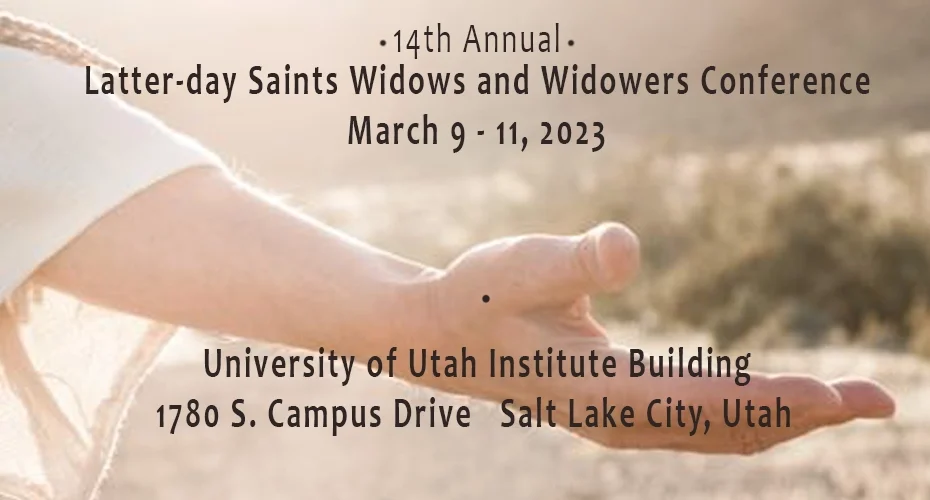 •14th Annual•
Latter-day Saints Widows and Widowers Conference
March 9 - 11, 2023
University of Utah Institute Building
1780 S. Campus Drive Salt Lake City, Utah